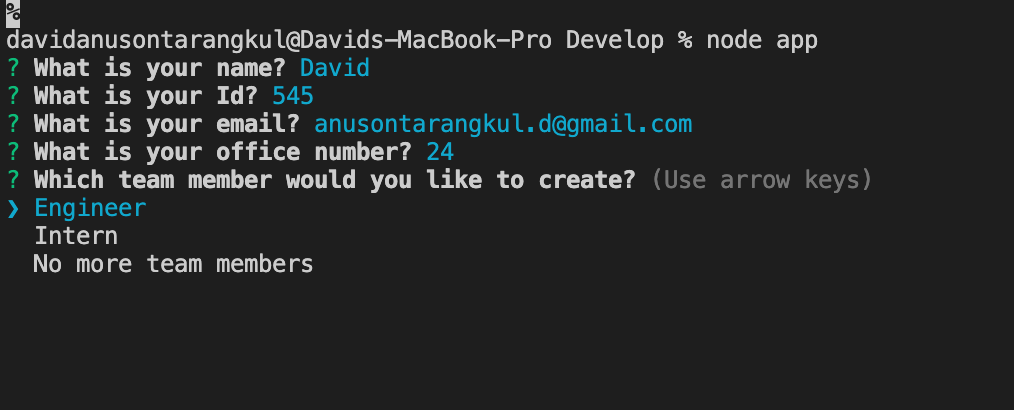 %
davidanusontarangkul@Davids-MacBook-Pro Develop % node app
? What is your name? David
? What is your Id? 545
? What is your email? anusontarangkul.d@gmail.com
? What is your office number? 24
? Which team member would you like to create? (Use arrow keys)
❯ Engineer
  Intern
  No more team members